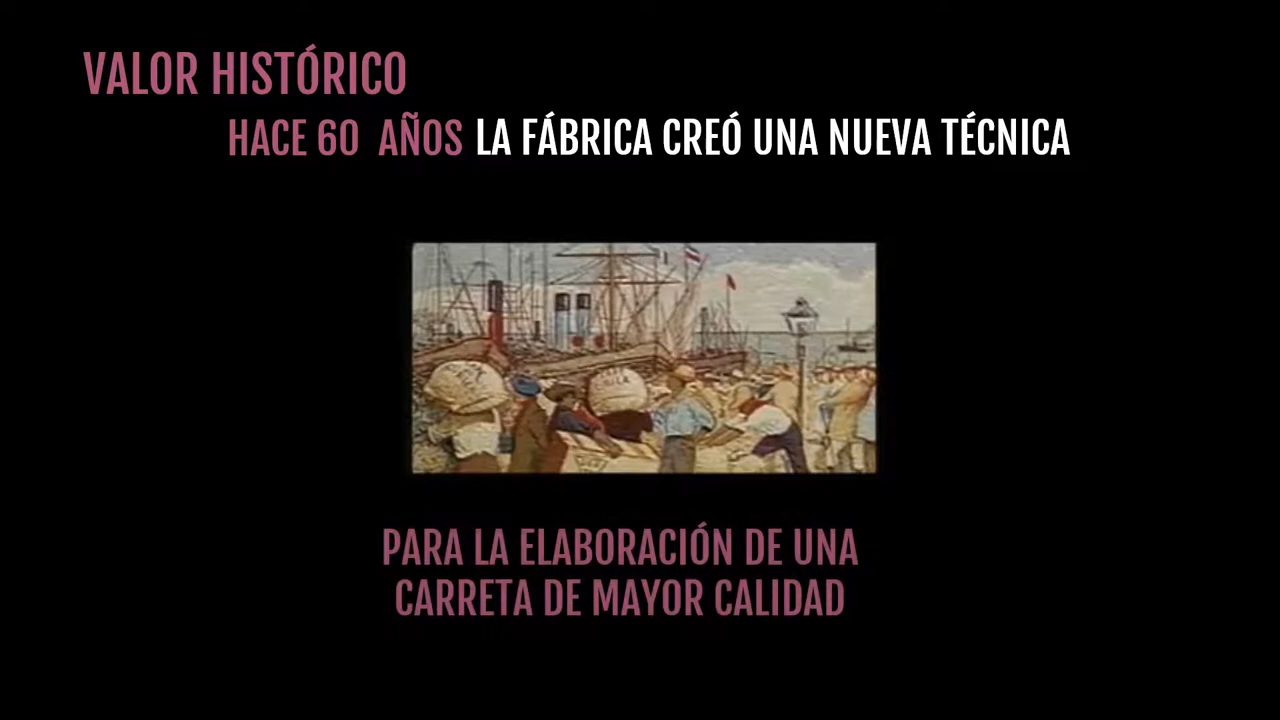 VALOR HISTÓRICO
HACE 60 AÑOS LA FÁBRICA CREÓ UNA NUEVA TÉCNICA
PARA LA ELABORACIÓN DE UNA
CARRETA DE MAYOR CALIDAD